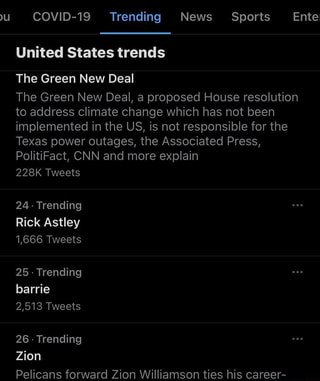 ou COVID-19 Trending News Sports Enter
United States trends
The Green New Deal
The Green New Deal, a proposed House resolution
to address climate change which has not been
implemented in the US, is not responsible for the
Texas power outages, the Associated Press,
PolitiFact, CNN and more explain
228K Tweets
24 · Trending
Rick Astley
1,666 Tweets
25 · Trending
barrie
2,513 Tweets
26 · Trending
Zion
Pelicans forward Zion Williamson ties his career-